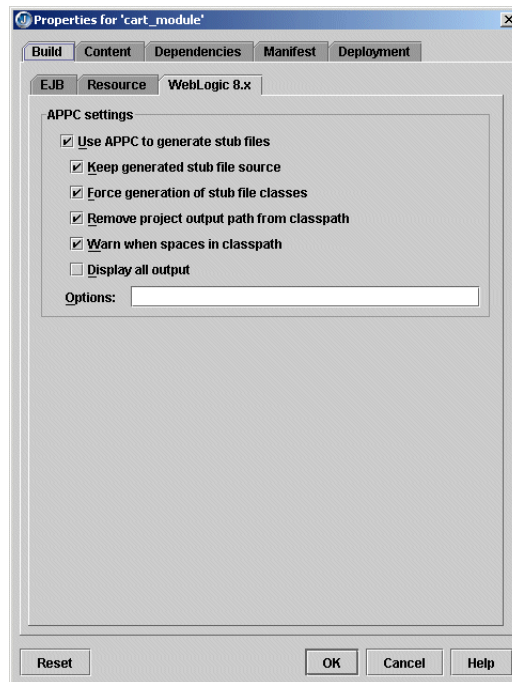 Properties for 'cart_module'
Build Content Dependencies Manifest Deployment
EJB Resource WebLogic 8.x
APPC settings
Use APPC to generate stub files
Keep generated stub file source
Force generation of stub file classes
Remove project output path from classpath
Warn when spaces in classpath
Display all output
Options:
Reset OK Cancel Help